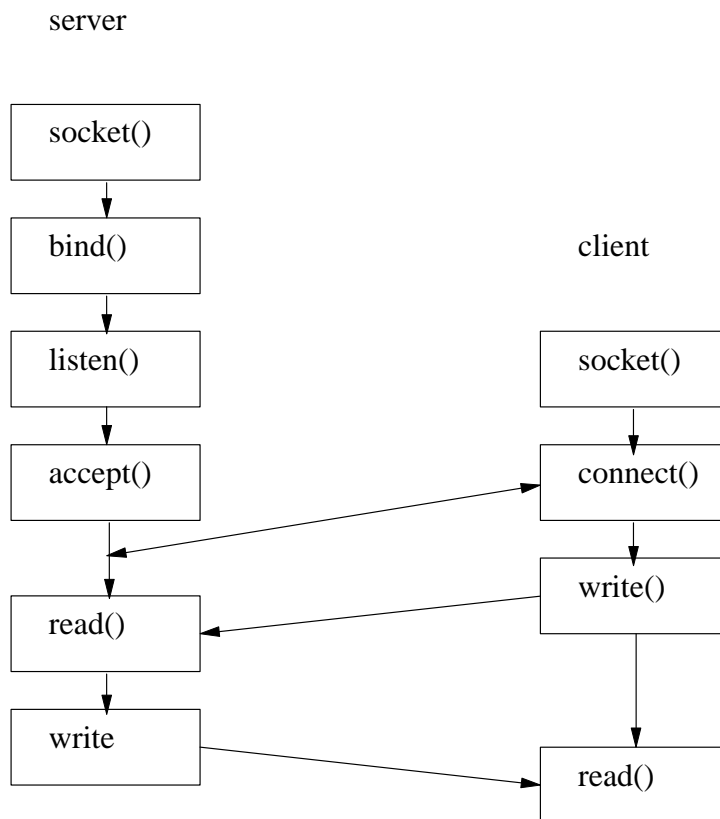 server
socket()
bind()
client
listen()
socket()
accept()
connect()
write()
read()
write
read()